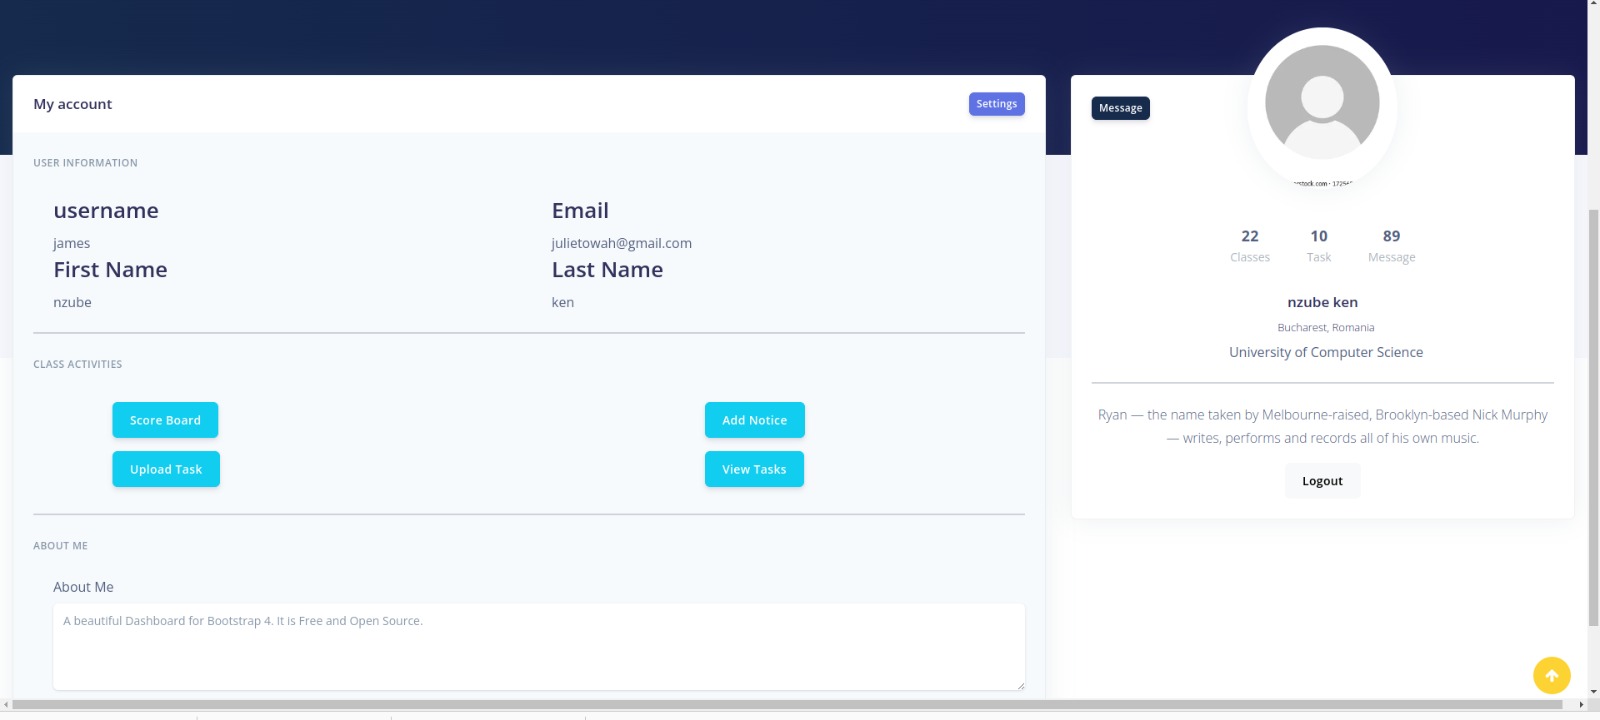 My account
Settings
USER INFORMATION
username
Email
james
julietowah@gmail.com
First Name
Last Name
nzube
ken
CLASS ACTIVITIES
Score Board
Add Notice
Upload Task
View Tasks
ABOUT ME
About Me
A beautiful Dashboard for Bootstrap 4. It is Free and Open Source.
Message
22 10 89
Classes Task Message
nzube ken
Bucharest, Romania
University of Computer Science
Ryan — the name taken by Melbourne-raised, Brooklyn-based Nick Murphy
— writes, performs and records all of his own music.
Logout